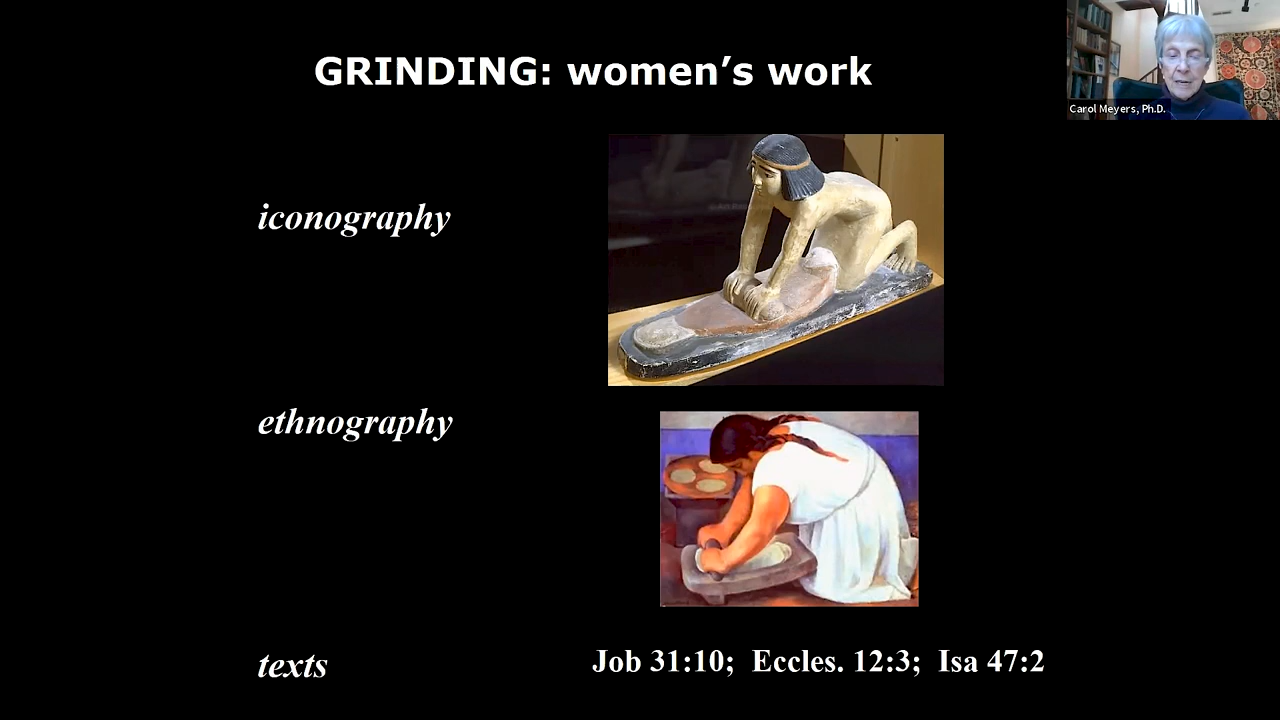 GRINDING: women’s work
Carol Meyers, Ph.D.
iconography
ethnography
texts
Job 31:10; Eccles. 12:3; Isa 47:2